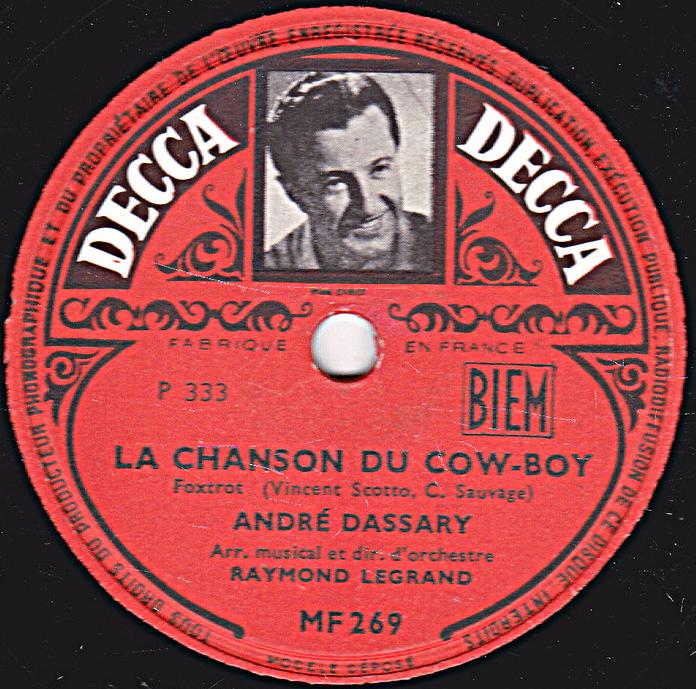 TOUS DROITS DU PRODUCTEUR PHONOGRAPHIQUE ET DU PROPRIÉTAIRE DE L'ŒUVRE ENREGISTRÉE RÉSERVÉS. DUPLICATION, EXÉCUTION PUBLIQUE, RADIODIFFUSION DE CE DISQUE INTERDITS
DECCA DECCA
FABRIQUE EN FRANCE
P 333
BIEM
LA CHANSON DU COW-BOY
Foxtrot (Vincent Scotto, C. Sauvage)
ANDRÉ DASSARY
Arr. musical et dir. d'orchestre
RAYMOND LEGRAND
MF 269
MODÈLE DÉPOSÉ